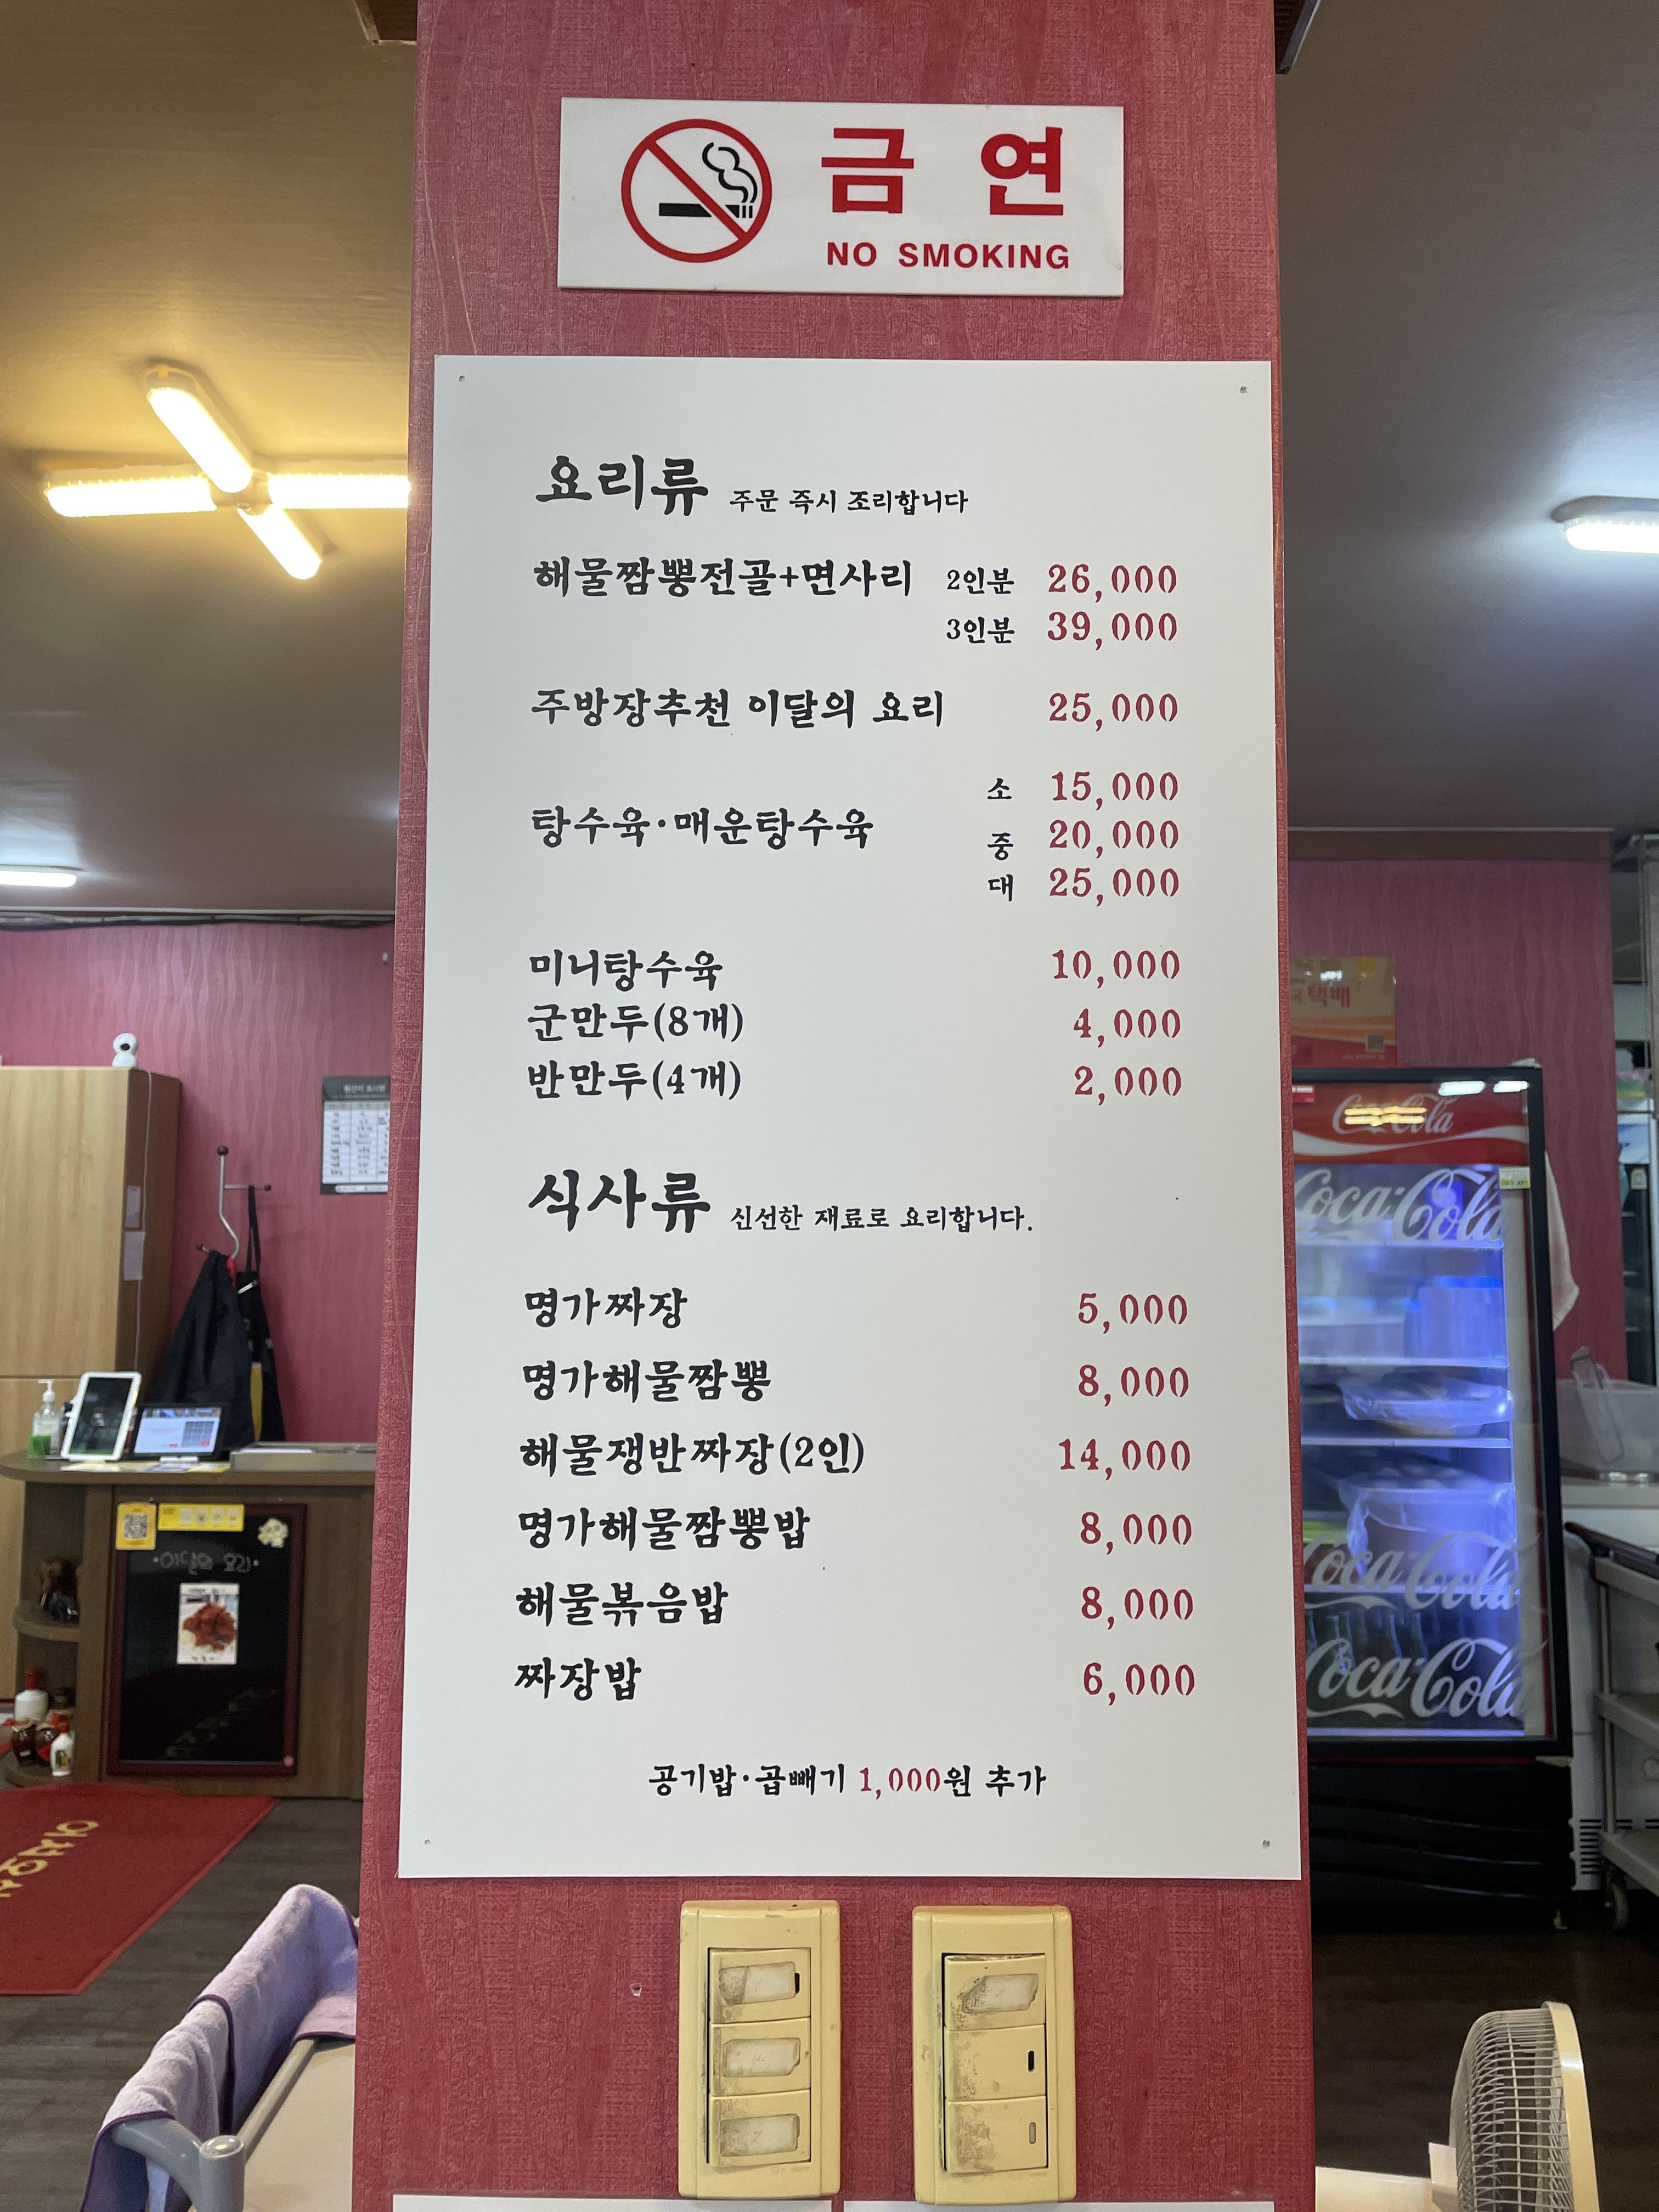 금 연
NO SMOKING
요리류 주문 즉시 조리합니다
해물짬뽕전골+면사리 2인분 26,000
3인분 39,000
주방장추천 이달의 요리 25,000
탕수육·매운탕수육
소 15,000
중 20,000
대 25,000
미니탕수육 10,000
군만두(8개) 4,000
반만두(4개) 2,000
식사류 신선한 재료로 요리합니다.
명가짜장 5,000
명가해물짬뽕 8,000
해물쟁반짜장(2인) 14,000
명가해물짬뽕밥 8,000
해물볶음밥 8,000
짜장밥 6,000
공기밥·곱빼기 1,000원 추가
·이달의 요리·
택배
Coca-Cola
Coca-Cola
Coca-Cola
Coca-Cola